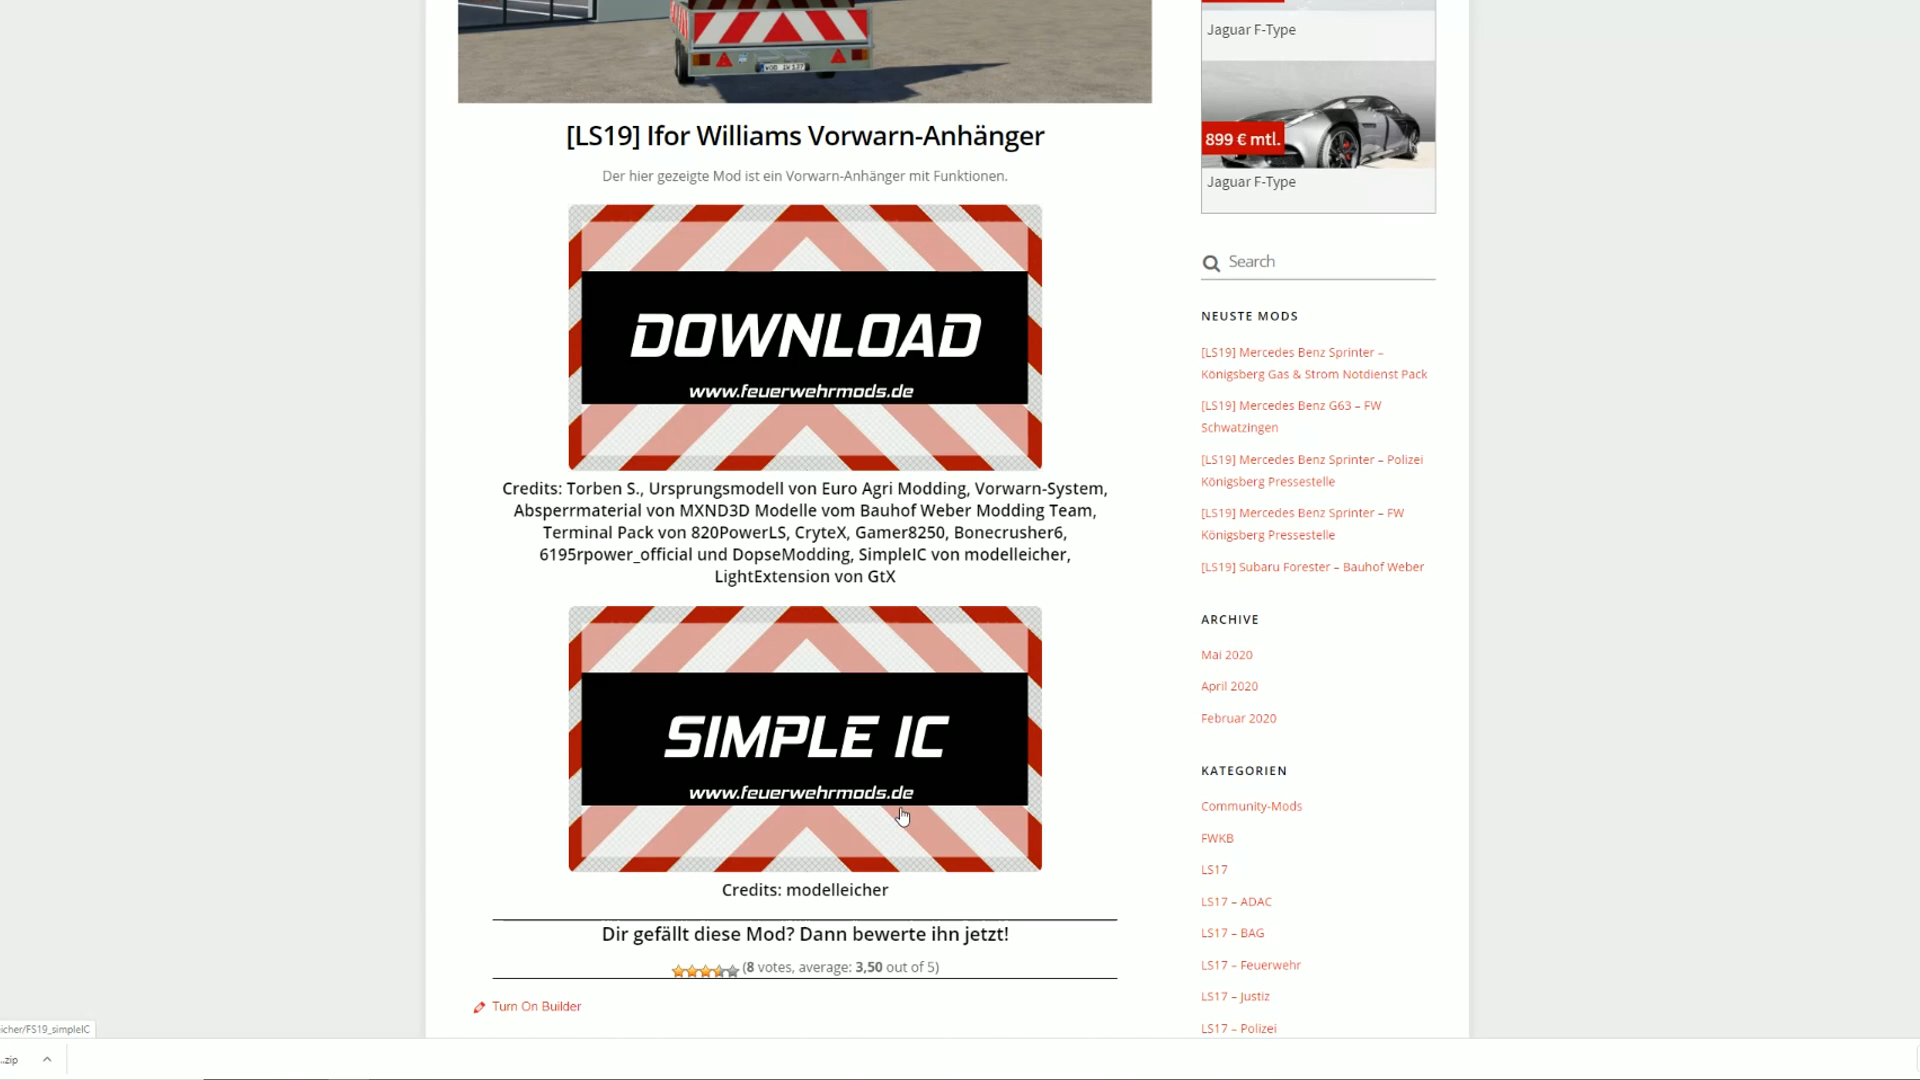 Jaguar F-Type
[LS19] Ifor Williams Vorwarn-Anhänger
Der hier gezeigte Mod ist ein Vorwarn-Anhänger mit Funktionen.
DOWNLOAD
www.feuerwehrmods.de
Credits: Torben S., Ursprungsmodell von Euro Agri Modding, Vorwarn-System,
Absperrmaterial von MXND3D Modelle vom Bauhof Weber Modding Team,
Terminal Pack von 820PowerLS, CryteX, Gamer8250, Bonecrusher6,
6195rpower_official und DopseModding, SimpleIC von modelleicher,
LightExtension von GtX
SIMPLE IC
www.feuerwehrmods.de
Credits: modelleicher
Dir gefällt diese Mod? Dann bewerte ihn jetzt!
(8 votes, average: 3,50 out of 5)
Turn On Builder
899 € mtl.
Jaguar F-Type
Search
NEUSTE MODS
[LS19] Mercedes Benz Sprinter –
Königsberg Gas & Strom Notdienst Pack
[LS19] Mercedes Benz G63 – FW
Schwatzingen
[LS19] Mercedes Benz Sprinter – Polizei
Königsberg Pressestelle
[LS19] Mercedes Benz Sprinter – FW
Königsberg Pressestelle
[LS19] Subaru Forester – Bauhof Weber
ARCHIVE
Mai 2020
April 2020
Februar 2020
KATEGORIEN
Community-Mods
FWKB
LS17
LS17 – ADAC
LS17 – BAG
LS17 – Feuerwehr
LS17 – Justiz
LS17 – Polizei
icher/FS19_simpleIC
...zip